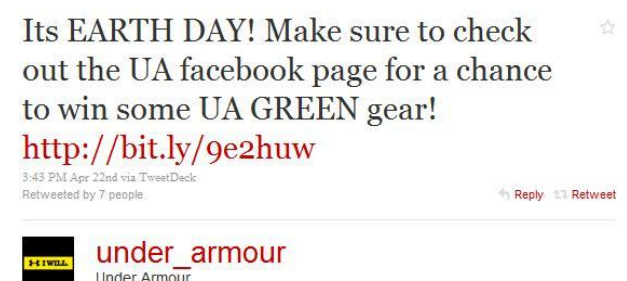 Its EARTH DAY! Make sure to check
out the UA facebook page for a chance
to win some UA GREEN gear!
http://bit.ly/9e2huw
3:43 PM Apr 22nd via TweetDeck
Retweeted by 7 people
Reply Retweet
I WILL.
under_armour
Under Armour